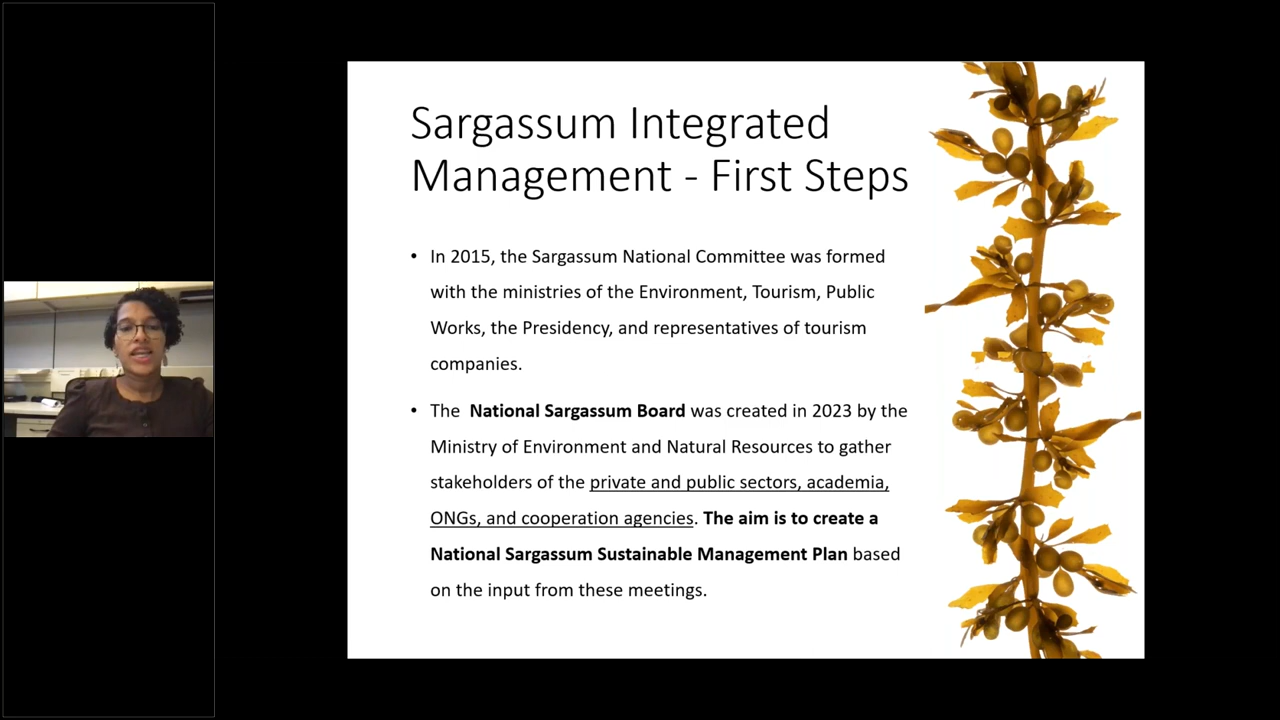 Sargassum Integrated
Management - First Steps
• In 2015, the Sargassum National Committee was formed
with the ministries of the Environment, Tourism, Public
Works, the Presidency, and representatives of tourism
companies.
• The National Sargassum Board was created in 2023 by the
Ministry of Environment and Natural Resources to gather
stakeholders of the private and public sectors, academia,
ONGs, and cooperation agencies. The aim is to create a
National Sargassum Sustainable Management Plan based
on the input from these meetings.